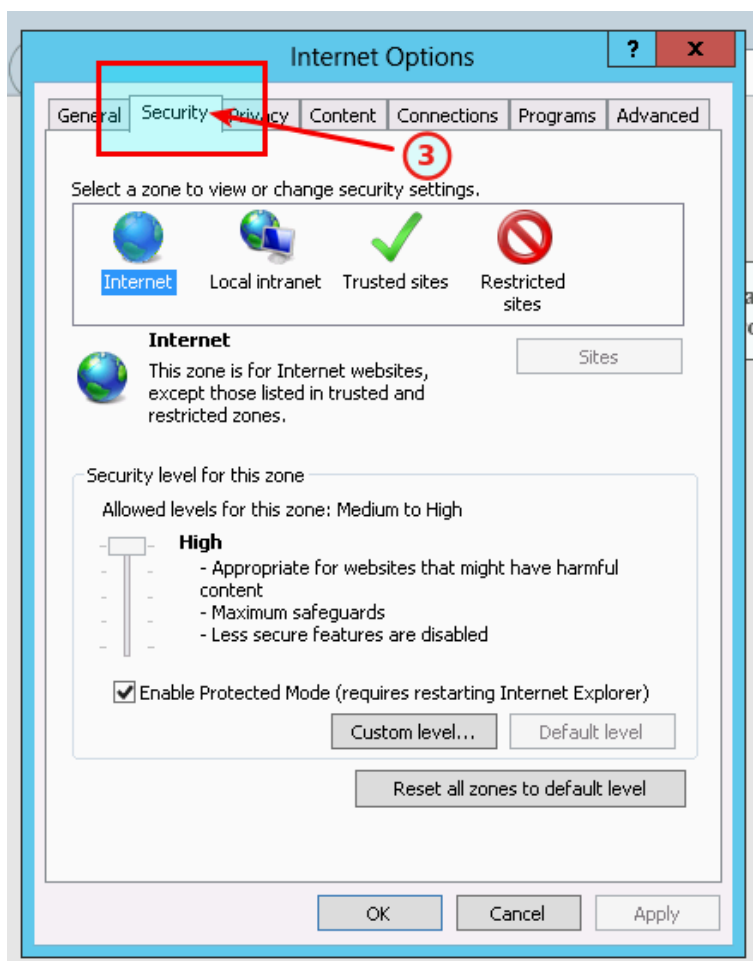 Internet Options
?
x
General Security Privacy Content Connections Programs Advanced
3
Select a zone to view or change security settings.
Internet Local intranet Trusted sites Restricted sites
Internet
This zone is for Internet websites,
except those listed in trusted and
restricted zones.
Sites
Security level for this zone
Allowed levels for this zone: Medium to High
High
- Appropriate for websites that might have harmful
content
- Maximum safeguards
- Less secure features are disabled
Enable Protected Mode (requires restarting Internet Explorer)
Custom level... Default level
Reset all zones to default level
OK Cancel Apply